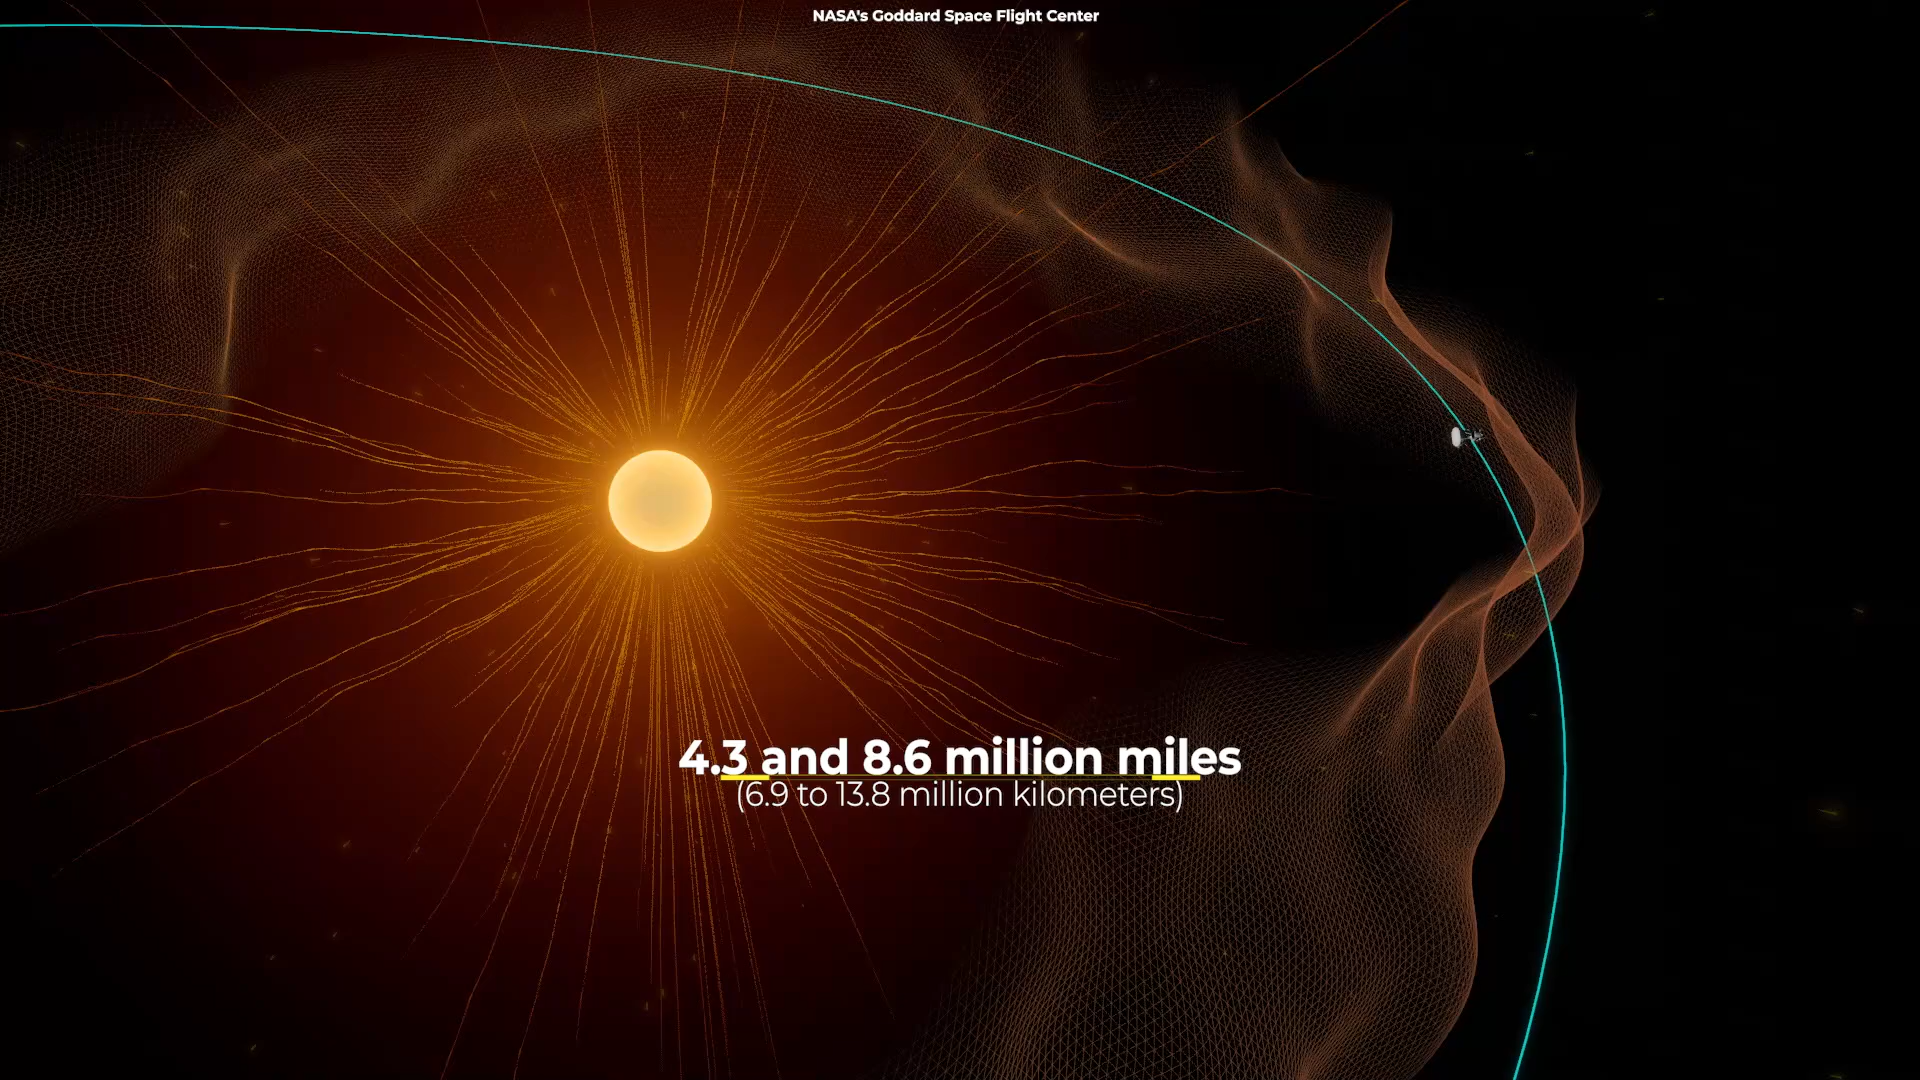 NASA's Goddard Space Flight Center
4.3 and 8.6 million miles
(6.9 to 13.8 million kilometers)